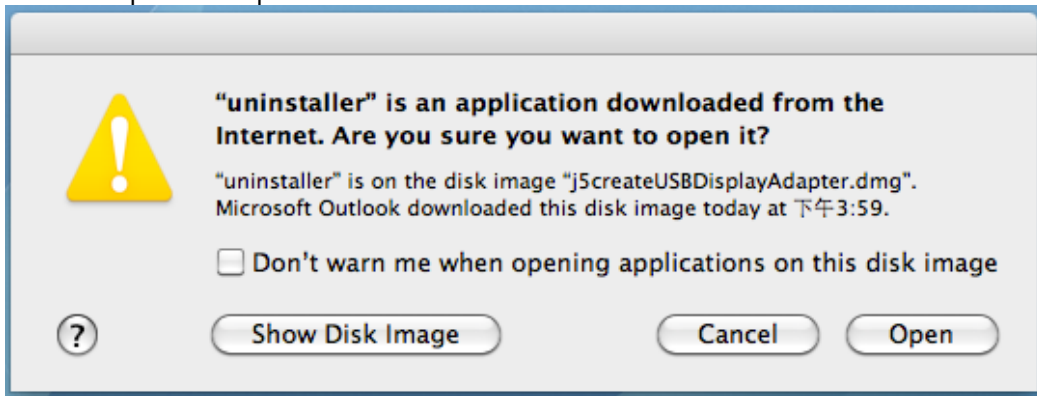 “uninstaller” is an application downloaded from the
Internet. Are you sure you want to open it?
“uninstaller” is on the disk image “j5createUSBDisplayAdapter.dmg”.
Microsoft Outlook downloaded this disk image today at 下午3:59.
Don’t warn me when opening applications on this disk image
? Show Disk Image Cancel Open